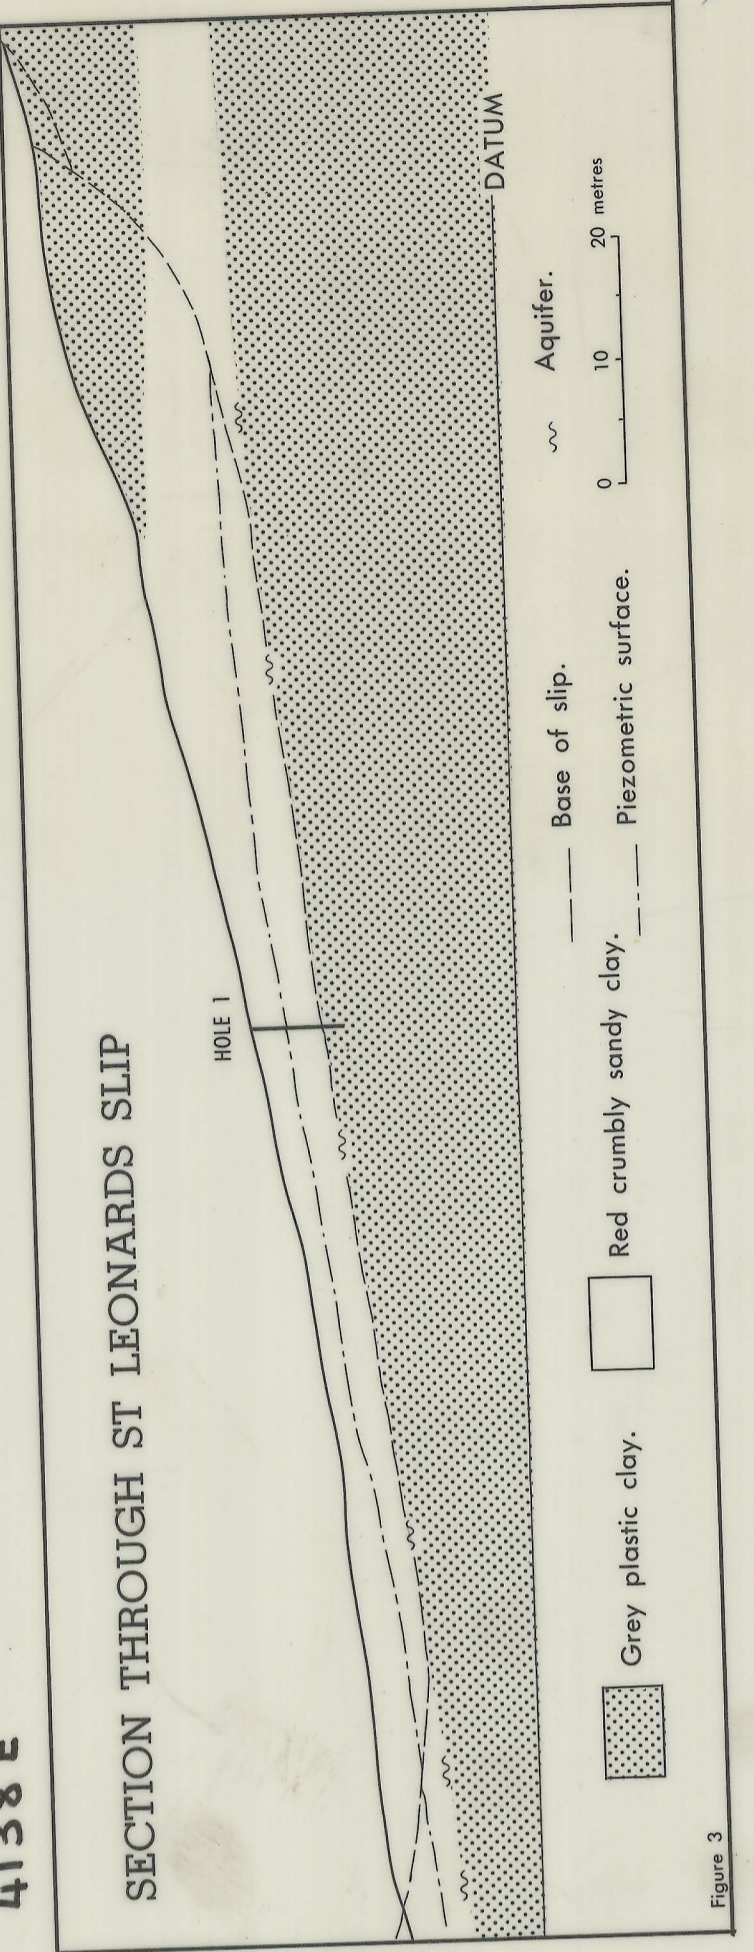 4138 E
SECTION THROUGH ST LEONARDS SLIP
HOLE 1
DATUM
Grey plastic clay.
Red crumbly sandy clay.
Base of slip.
Piezometric surface.
Aquifer.
0 10 20 metres
Figure 3